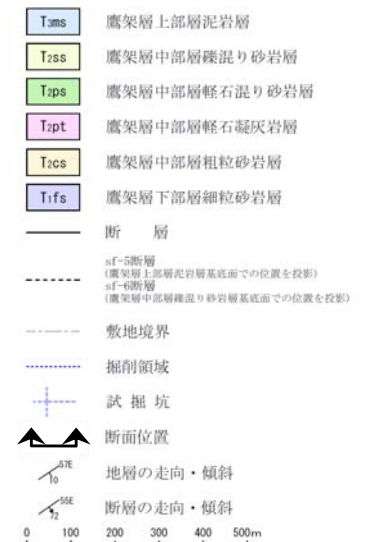 T3ms 鷹架層上部層泥岩層
T2ss 鷹架層中部層礫混り砂岩層
T2ps 鷹架層中部層軽石混り砂岩層
T2pt 鷹架層中部層軽石凝灰岩層
T2cs 鷹架層中部層粗粒砂岩層
T1fs 鷹架層下部層細粒砂岩層
断 層
sf-5断層
(鷹架層上部層泥岩層基底面での位置を投影)
sf-6断層
(鷹架層中部層礫混り砂岩層基底面での位置を投影)
敷地境界
掘削領域
試 掘 坑
断面位置
57E 10 地層の走向・傾斜
55E 72 断層の走向・傾斜
0 100 200 300 400 500m